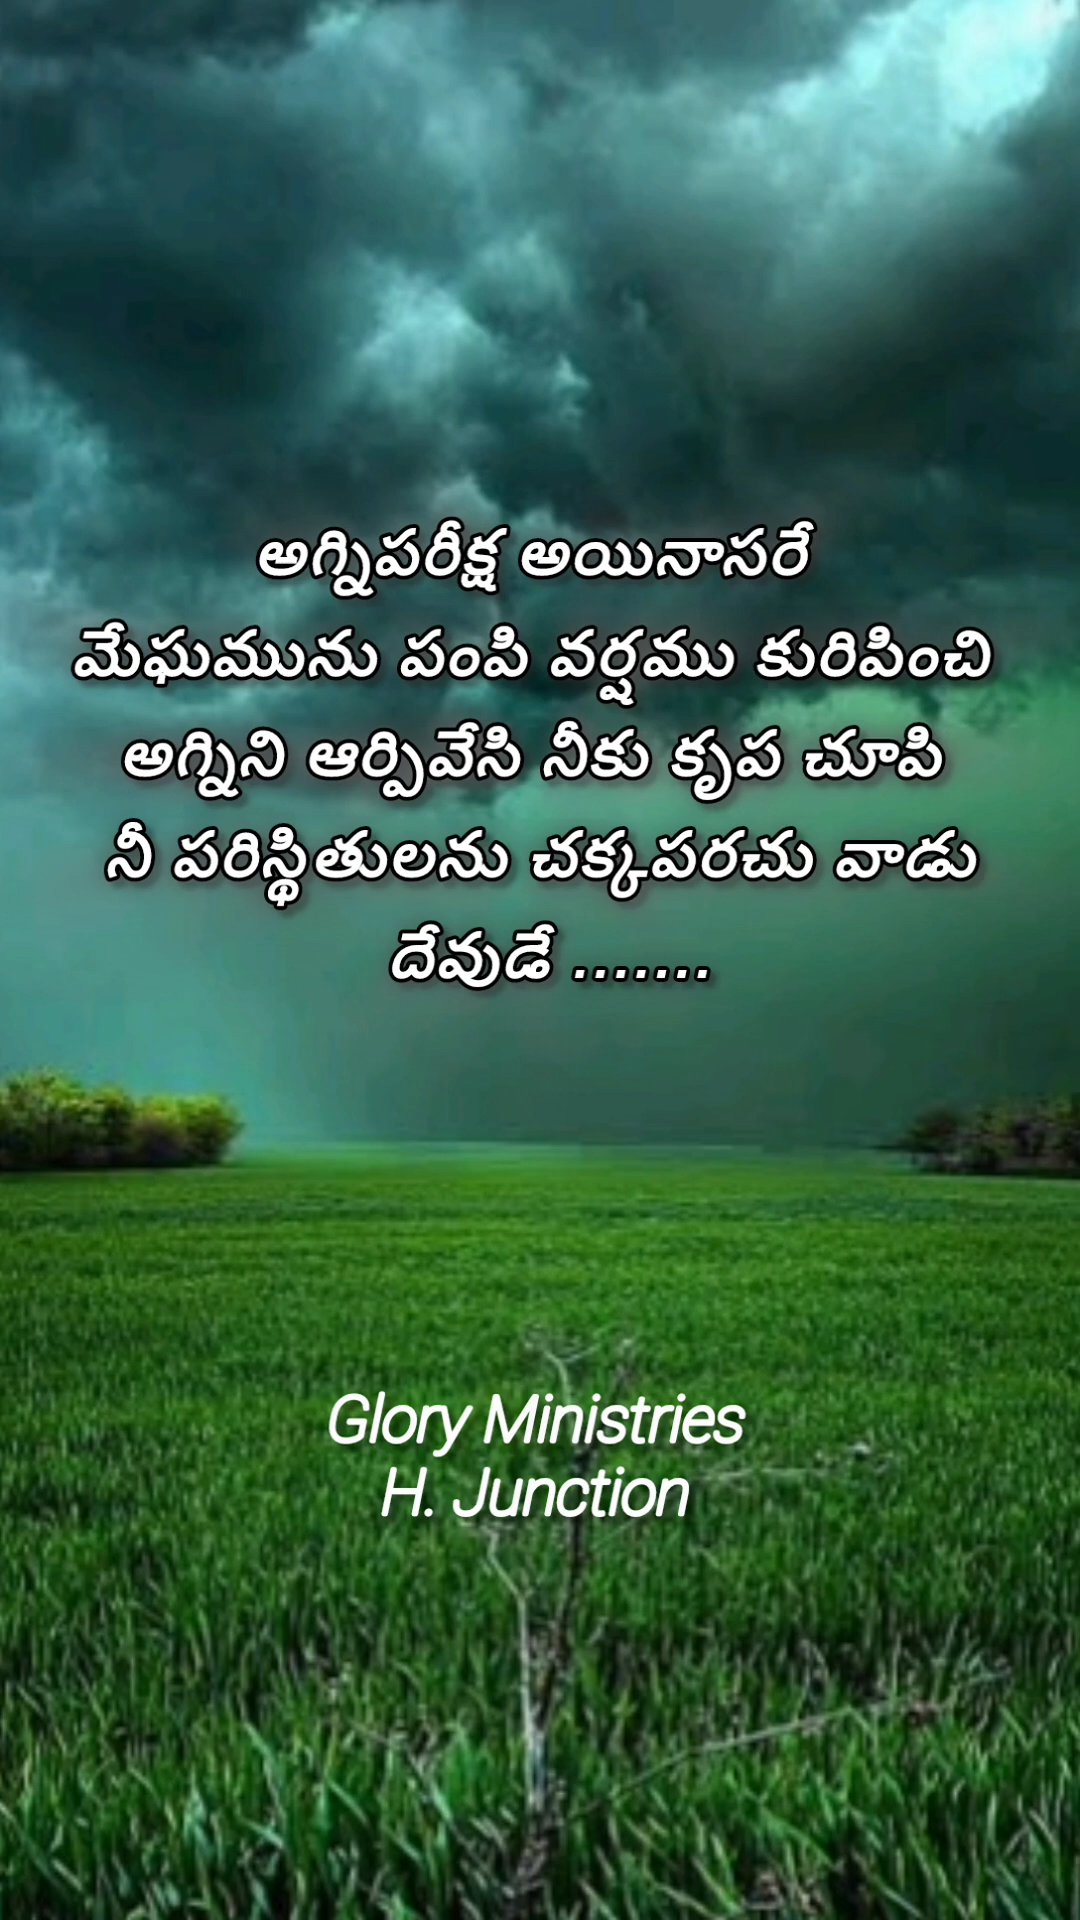 అగ్నిపరీక్ష అయినాసరే
మేఘమును పంపి వర్షము కురిపించి
అగ్నిని ఆర్పివేసి నీకు కృప చూపి
నీ పరిస్థితులను చక్కపరచు వాడు
దేవుడే .......
Glory Ministries
H. Junction